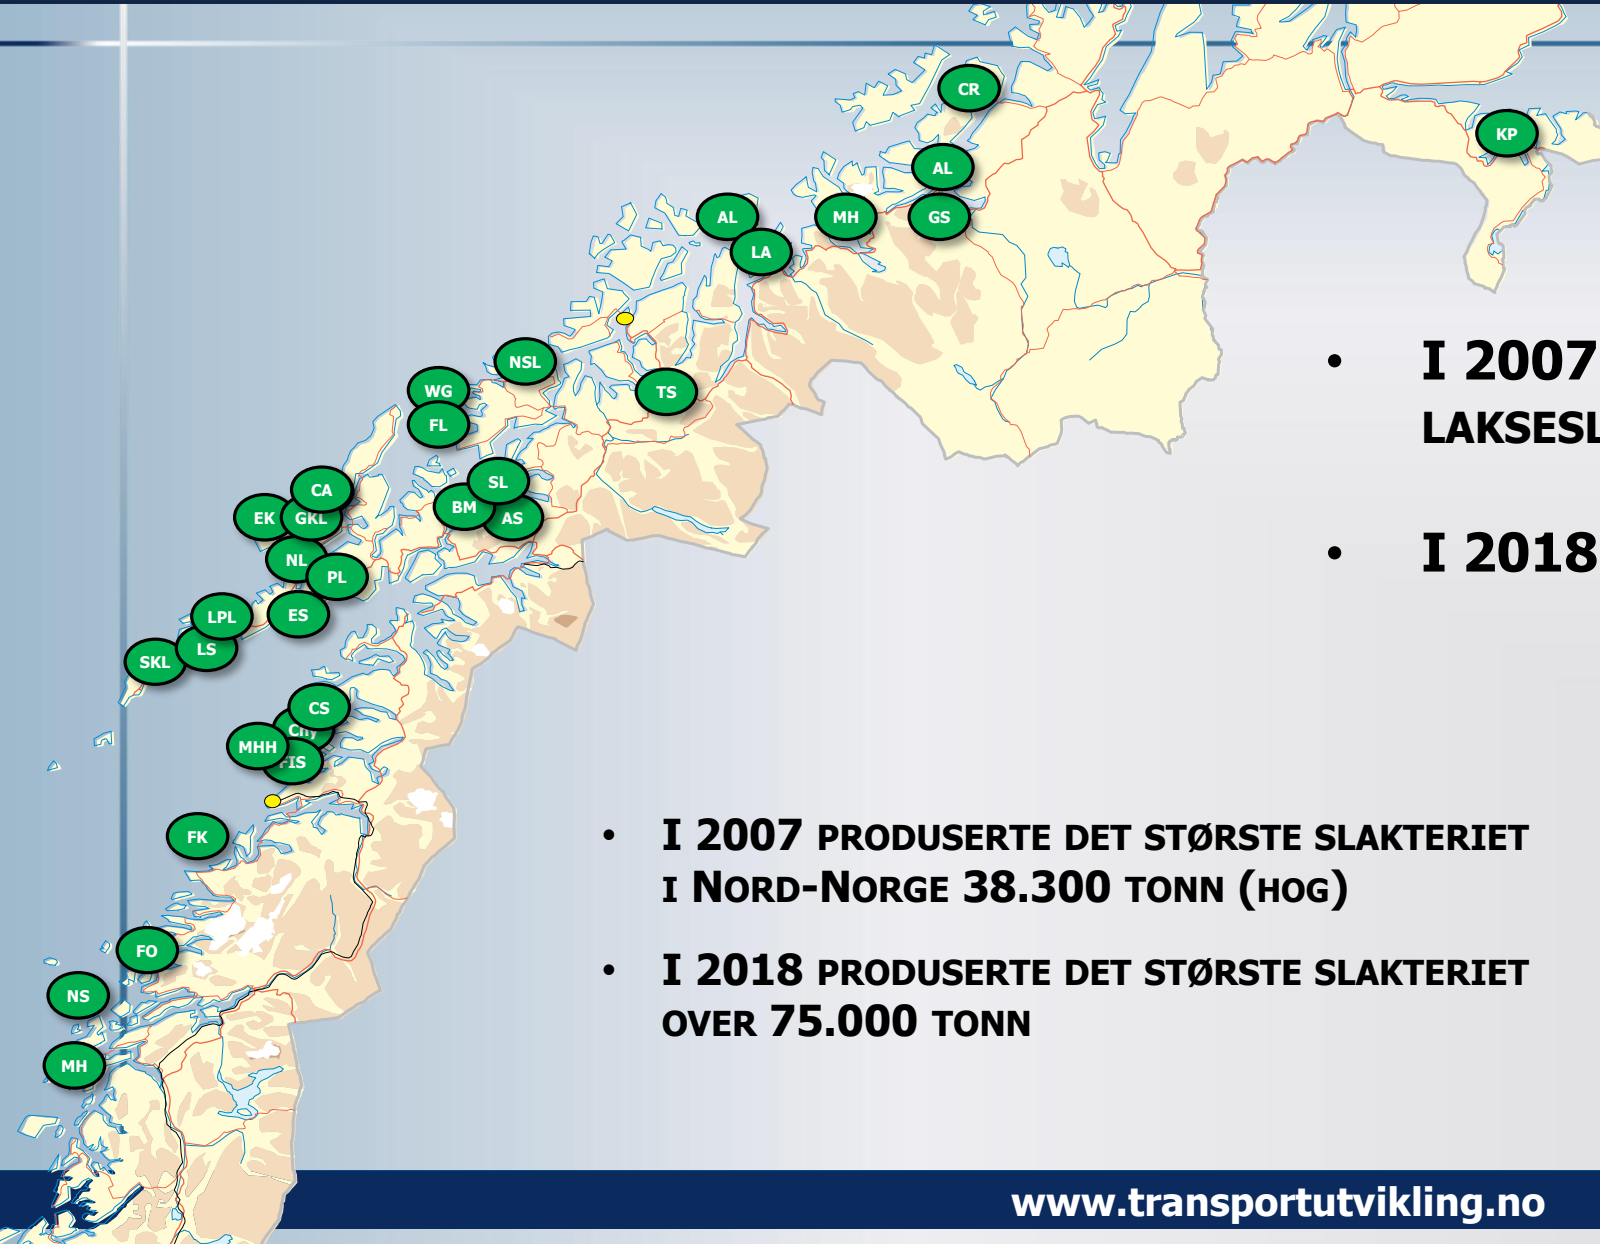 CR
KP
AL
AL
MH
GS
LA
NSL
WG
TS
FL
SL
CA
BM
EK
GKL
AS
NL
PL
ES
LPL
LS
SKL
CS
MHH
FIS
FK
FO
NS
MH
• I 2007
LAKSESL
• I 2018
• I 2007 PRODUSERTE DET STØRSTE SLAKTERIET
I NORD-NORGE 38.300 TONN (HOG)
• I 2018 PRODUSERTE DET STØRSTE SLAKTERIET
OVER 75.000 TONN
www.transportutvikling.no